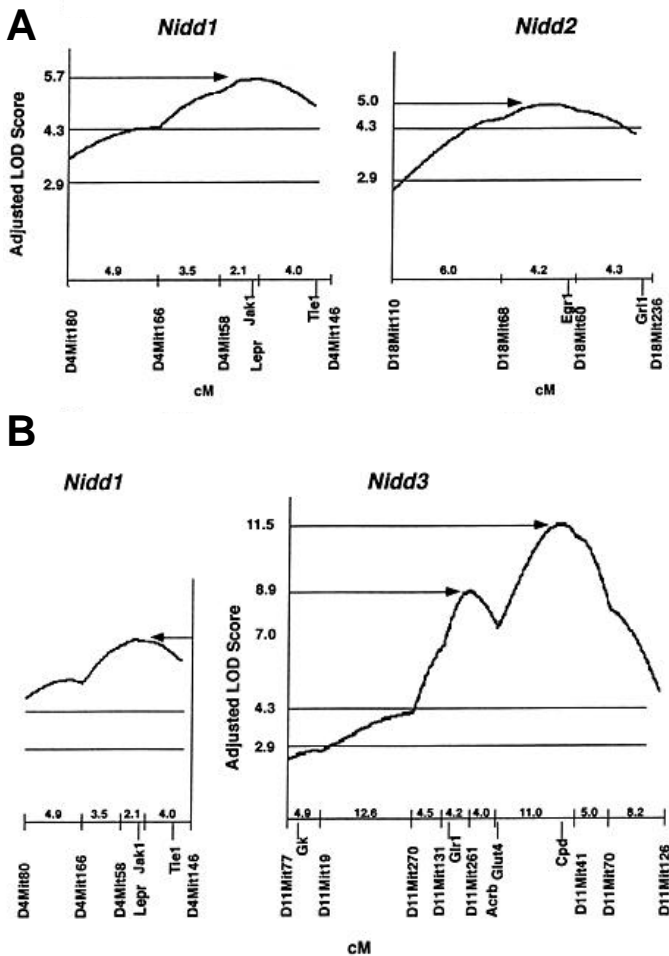 A
Nidd1
Nidd2
Adjusted LOD Score
5.7
4.3
2.9
4.9
3.5
2.1
4.0
D4Mit180
D4Mit166
D4Mit58
Jak1
Lepr
Tie1
D4Mit146
cM
5.0
4.3
2.9
6.0
4.2
4.3
D18Mit110
D18Mit68
Egr1
D18Mit60
Grl1
D18Mit236
cM
B
Nidd1
Nidd3
4.9
3.5
2.1
4.0
D4Mit80
D4Mit166
D4Mit58
Jak1
Lepr
Tie1
D4Mit146
Adjusted LOD Score
11.5
8.9
7.0
4.3
2.9
4.9
12.6
4.5
4.2
4.0
11.0
5.0
8.2
D11Mit77
Gk
D11Mit19
D11Mit270
D11Mit131
Glr1
D11Mit261
Acrb
Glut4
Cpd
D11Mit41
D11Mit70
D11Mit126
cM